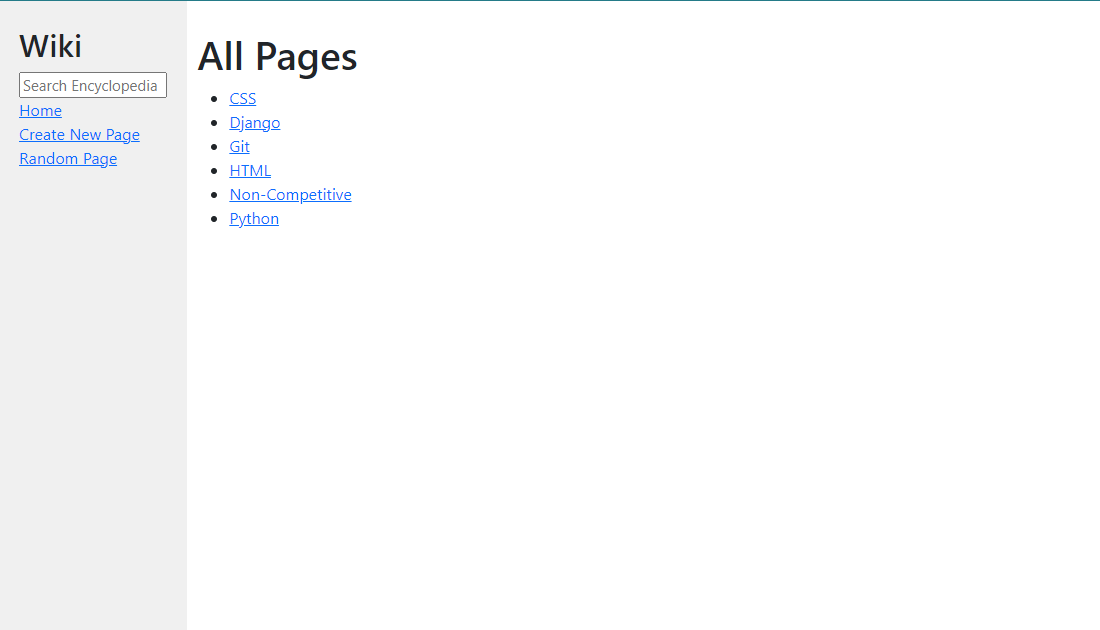 Wiki
Search Encyclopedia
Home
Create New Page
Random Page
All Pages
CSS
Django
Git
HTML
Non-Competitive
Python